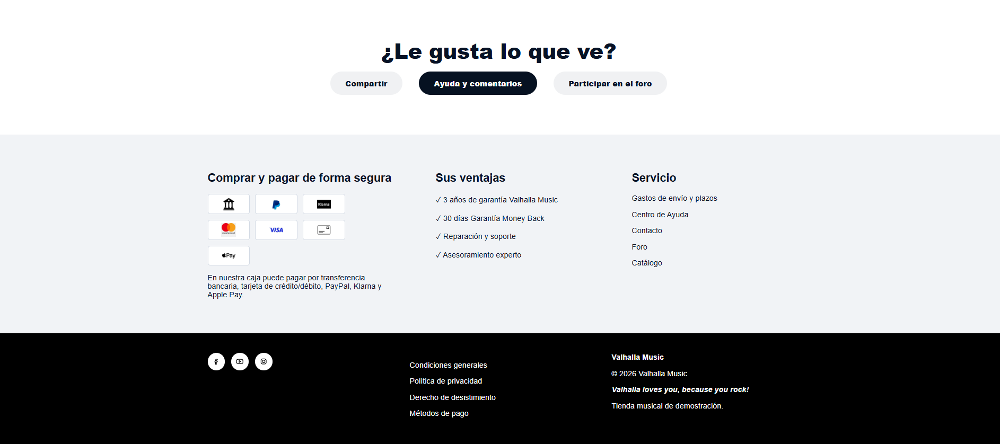 ¿Le gusta lo que ve?
Compartir
Ayuda y comentarios
Participar en el foro
Comprar y pagar de forma segura
Klarna
mastercard
VISA
Pay
En nuestra caja puede pagar por transferencia
bancaria, tarjeta de crédito/débito, PayPal, Klarna y
Apple Pay.
Sus ventajas
✓ 3 años de garantía Valhalla Music
✓ 30 días Garantía Money Back
✓ Reparación y soporte
✓ Asesoramiento experto
Servicio
Gastos de envío y plazos
Centro de Ayuda
Contacto
Foro
Catálogo
Condiciones generales
Política de privacidad
Derecho de desistimiento
Métodos de pago
Valhalla Music
© 2026 Valhalla Music
Valhalla loves you, because you rock!
Tienda musical de demostración.